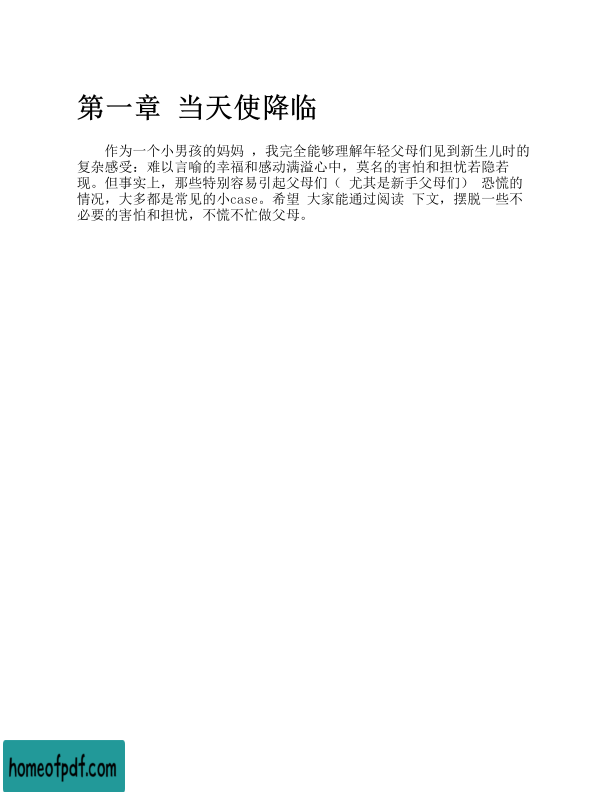 第一章 当天使降临
作为一个小男孩的妈妈 ，我完全能够理解年轻父母们见到新生儿时的
复杂感受：难以言喻的幸福和感动满溢心中，莫名的害怕和担忧若隐若
现。但事实上，那些特别容易引起父母们（ 尤其是新手父母们） 恐慌的
情况，大多都是常见的小case。希望 大家能通过阅读 下文，摆脱一些不
必要的害怕和担忧，不慌不忙做父母。
homeofpdf.com